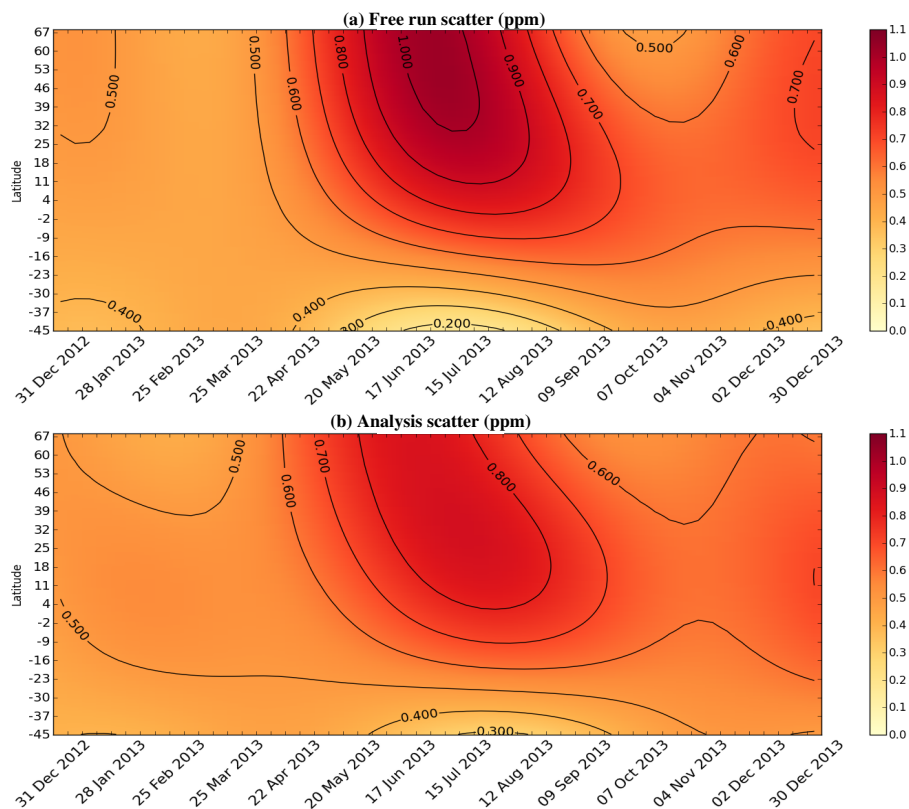 (a) Free run scatter (ppm)
67
60
53
46
39
32
25
18
11
4
-2
-9
-16
-23
-30
-37
-45
Latitude
0.500
0.500
0.600
0.800
1.000
0.900
0.700
0.500
0.600
0.700
0.400
0.400
0.200
0.400
1.1
1.0
0.9
0.8
0.7
0.6
0.5
0.4
0.3
0.2
0.1
0.0
31 Dec 2012
28 Jan 2013
25 Feb 2013
25 Mar 2013
22 Apr 2013
20 May 2013
17 Jun 2013
15 Jul 2013
12 Aug 2013
09 Sep 2013
07 Oct 2013
04 Nov 2013
02 Dec 2013
30 Dec 2013
(b) Analysis scatter (ppm)
67
60
53
46
39
32
25
18
11
4
-2
-9
-16
-23
-30
-37
-45
Latitude
0.500
0.500
0.600
0.700
0.800
0.600
0.400
0.300
1.1
1.0
0.9
0.8
0.7
0.6
0.5
0.4
0.3
0.2
0.1
0.0
31 Dec 2012
28 Jan 2013
25 Feb 2013
25 Mar 2013
22 Apr 2013
20 May 2013
17 Jun 2013
15 Jul 2013
12 Aug 2013
09 Sep 2013
07 Oct 2013
04 Nov 2013
02 Dec 2013
30 Dec 2013